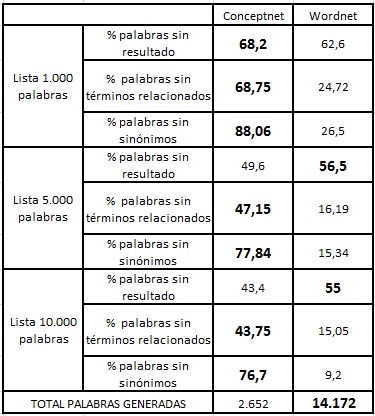 Conceptnet Wordnet
Lista 1.000
palabras
% palabras sin
resultado
68,2 62,6
% palabras sin
términos relacionados
68,75 24,72
% palabras sin
sinónimos
88,06 26,5
Lista 5.000
palabras
% palabras sin
resultado
49,6 56,5
% palabras sin
términos relacionados
47,15 16,19
% palabras sin
sinónimos
77,84 15,34
Lista 10.000
palabras
% palabras sin
resultado
43,4 55
% palabras sin
términos relacionados
43,75 15,05
% palabras sin
sinónimos
76,7 9,2
TOTAL PALABRAS GENERADAS 2.652 14.172